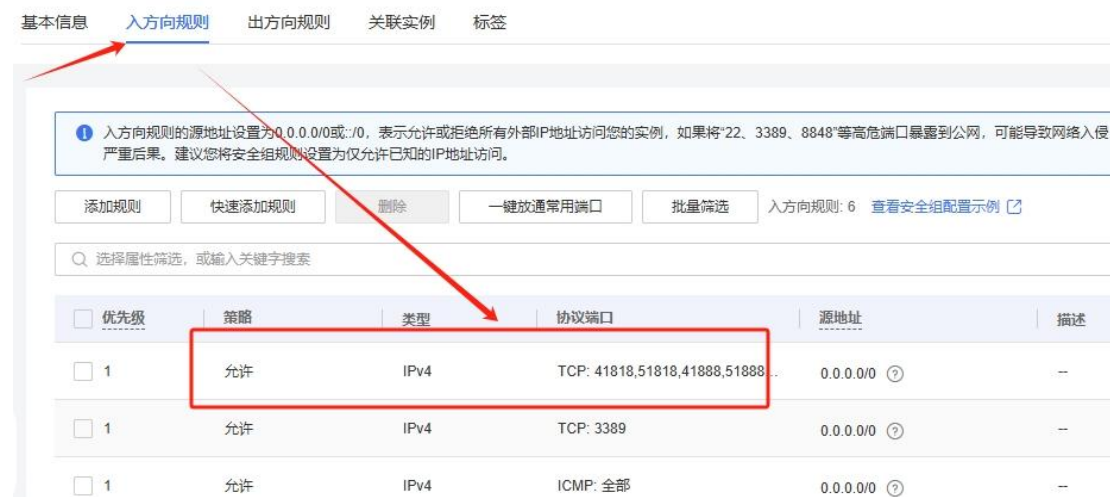 基本信息 入方向规则 出方向规则 关联实例 标签
入方向规则的源地址设置为0.0.0.0/0或::/0，表示允许或拒绝所有外部IP地址访问您的实例，如果将“22、3389、8848”等高危端口暴露到公网，可能导致网络入侵
严重后果。建议您将安全组规则设置为仅允许已知的IP地址访问。
添加规则 快速添加规则 删除 一键放通常用端口 批量筛选 入方向规则: 6 查看安全组配置示例
选择属性筛选，或输入关键字搜索
优先级 策略 类型 协议端口 源地址 描述
1 允许 IPv4 TCP: 41818,51818,41888,51888... 0.0.0.0/0 --
1 允许 IPv4 TCP: 3389 0.0.0.0/0 --
1 允许 IPv4 ICMP: 全部 0.0.0.0/0 --